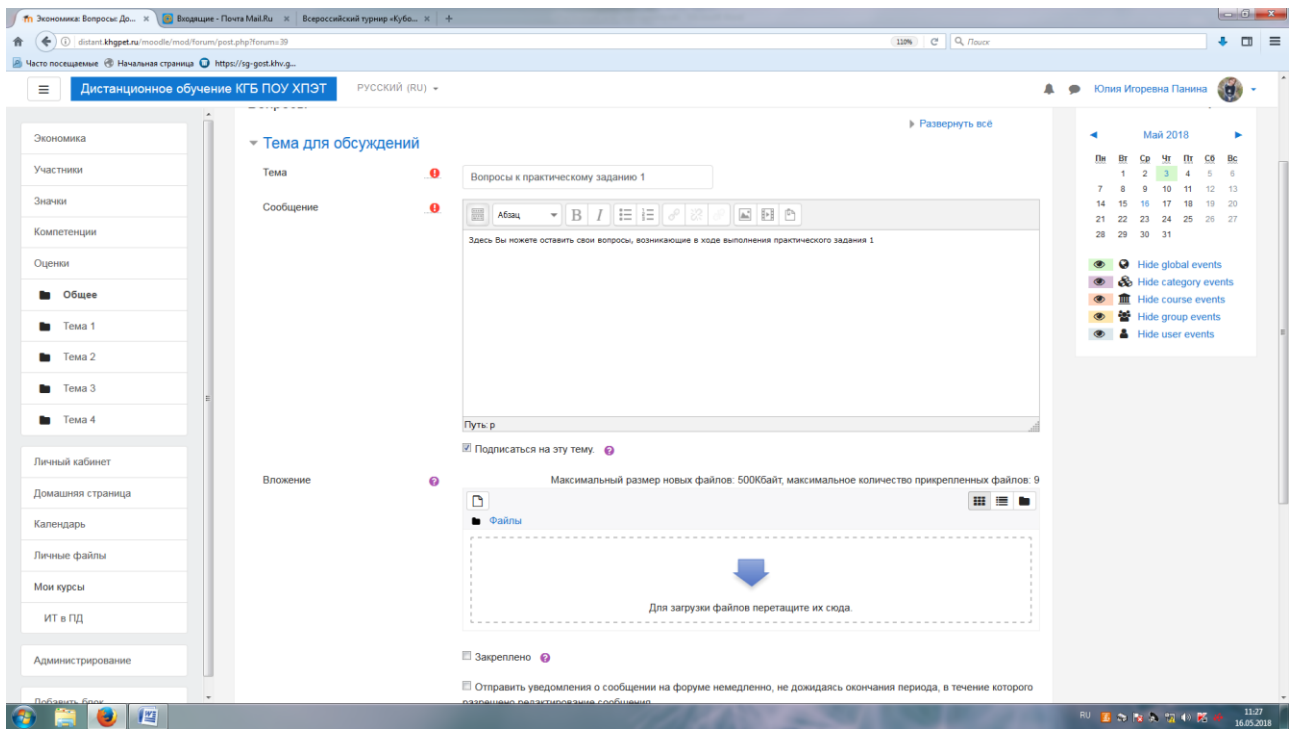 Экономика: Вопросы: До...
Входящие - Почта Mail.Ru
Всероссийский турнир «Кубо...
distant.khgpet.ru/moodle/mod/forum/post.php?forum=39
110%
Поиск
Часто посещаемые
Начальная страница
https://sg-gost.khv.g...
Дистанционное обучение КГБ ПОУ ХПЭТ
РУССКИЙ (RU)
Юлия Игоревна Панина
Экономика
Участники
Значки
Компетенции
Оценки
Общее
Тема 1
Тема 2
Тема 3
Тема 4
Личный кабинет
Домашняя страница
Календарь
Личные файлы
Мои курсы
ИТ в ПД
Администрирование
Добавить блок
Развернуть всё
Тема для обсуждений
Тема
Вопросы к практическому заданию 1
Сообщение
Абзац
B I
Здесь Вы можете оставить свои вопросы, возникающие в ходе выполнения практического задания 1
Путь: p
Подписаться на эту тему.
Вложение
Максимальный размер новых файлов: 500Кбайт, максимальное количество прикрепленных файлов: 9
Файлы
Для загрузки файлов перетащите их сюда.
Закреплено
Отправить уведомления о сообщении на форуме немедленно, не дожидаясь окончания периода, в течение которого
разрешено редактирование сообщения
Май 2018
Пн Вт Ср Чт Пт Сб Вс
1 2 3 4 5 6
7 8 9 10 11 12 13
14 15 16 17 18 19 20
21 22 23 24 25 26 27
28 29 30 31
Hide global events
Hide category events
Hide course events
Hide group events
Hide user events
RU
11:27
16.05.2018